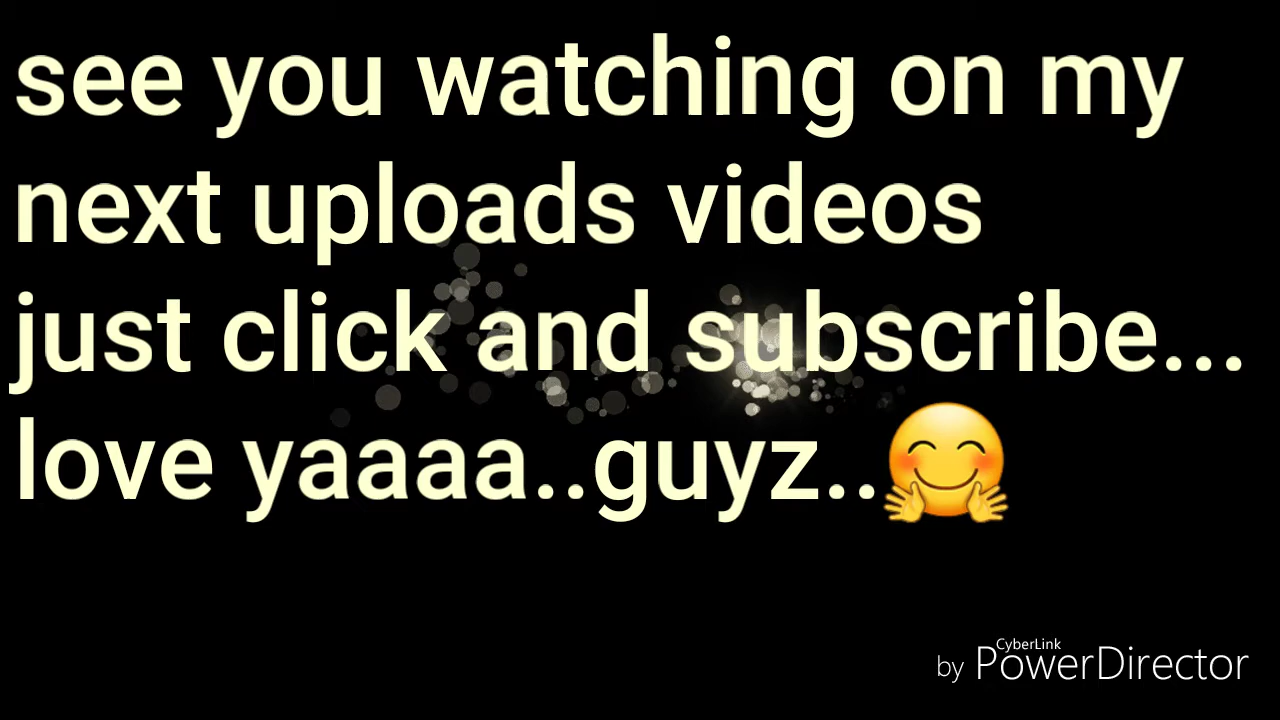 see you watching on my
next uploads videos
just click and subscribe...
love yaaaa..guyz..🤗
by CyberLink PowerDirector